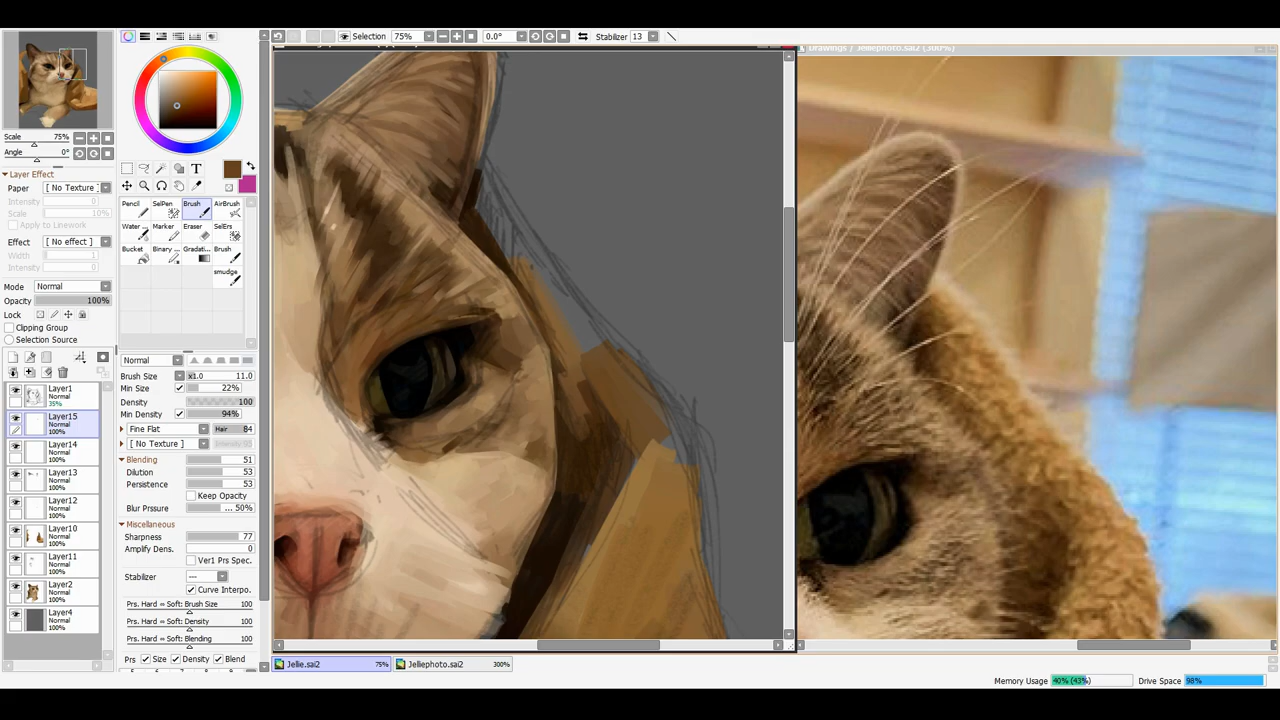 Selection 75% 0.0° Stabilizer 13
Drawings / Jelliephoto.sai2 (300%)
Scale 75%
Angle 0°
Layer Effect
Paper [ No Texture ]
Intensity 0
Scale 10%
Apply to Linework
Effect [ No effect ]
Width 1
Intensity
Mode Normal
Opacity 100%
Lock
Clipping Group
Selection Source
Layer1
Normal
35%
Layer15
Normal
100%
Layer14
Normal
100%
Layer13
Normal
100%
Layer12
Normal
100%
Layer10
Normal
100%
Layer11
Normal
100%
Layer2
Normal
100%
Layer4
Normal
100%
T
Pencil SelPen Brush AirBrush
Water ... Marker Eraser SelErs
Bucket Binary ... Gradati... Brush
smudge
Normal
Brush Size x1.0 11.0
Min Size 22%
Density 100
Min Density 94%
Fine Flat Hair 84
[ No Texture ]
Blending 51
Dilution 53
Persistence 53
Keep Opacity
Blur Prssure ... 50%
Miscellaneous
Sharpness 77
Amplify Dens. 0
Ver1 Prs Spec.
Stabilizer ---
Curve Interpo.
Prs. Hard ⇔ Soft: Brush Size 100
Prs. Hard ⇔ Soft: Density 100
Prs. Hard ⇔ Soft: Blending 100
Prs Size Density Blend
Jellie.sai2 75%
Jelliephoto.sai2 300%
Memory Usage 40% (43%)
Drive Space 98%